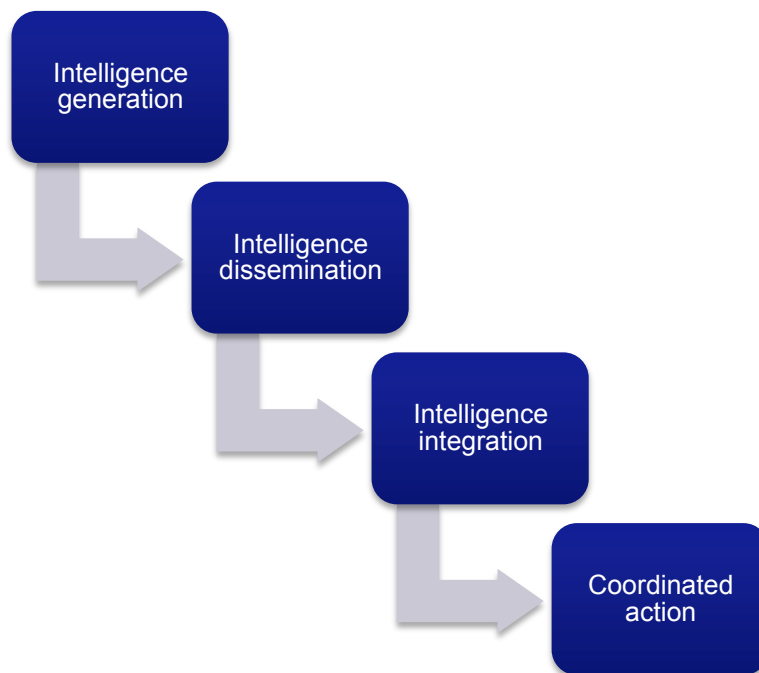 Intelligence
generation
Intelligence
dissemination
Intelligence
integration
Coordinated
action